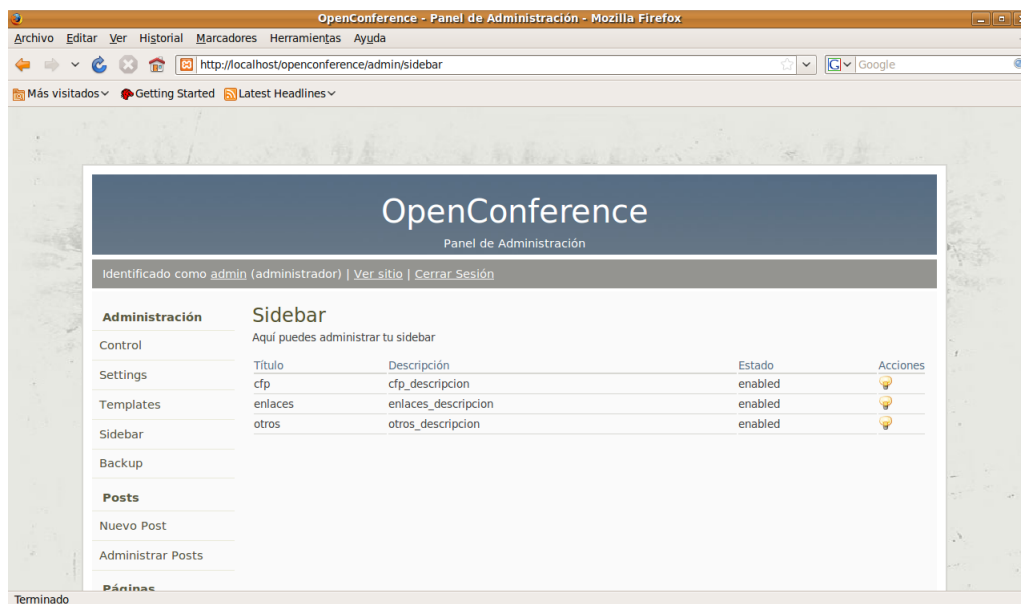 OpenConference - Panel de Administración - Mozilla Firefox
Archivo Editar Ver Historial Marcadores Herramientas Ayuda
http://localhost/openconference/admin/sidebar Google
Más visitados Getting Started Latest Headlines
OpenConference
Panel de Administración
Identificado como admin (administrador) | Ver sitio | Cerrar Sesión
Administración
Control
Settings
Templates
Sidebar
Backup
Posts
Nuevo Post
Administrar Posts
Páginas
Sidebar
Aquí puedes administrar tu sidebar
Título Descripción Estado Acciones
cfp cfp_descripcion enabled
enlaces enlaces_descripcion enabled
otros otros_descripcion enabled
Terminado